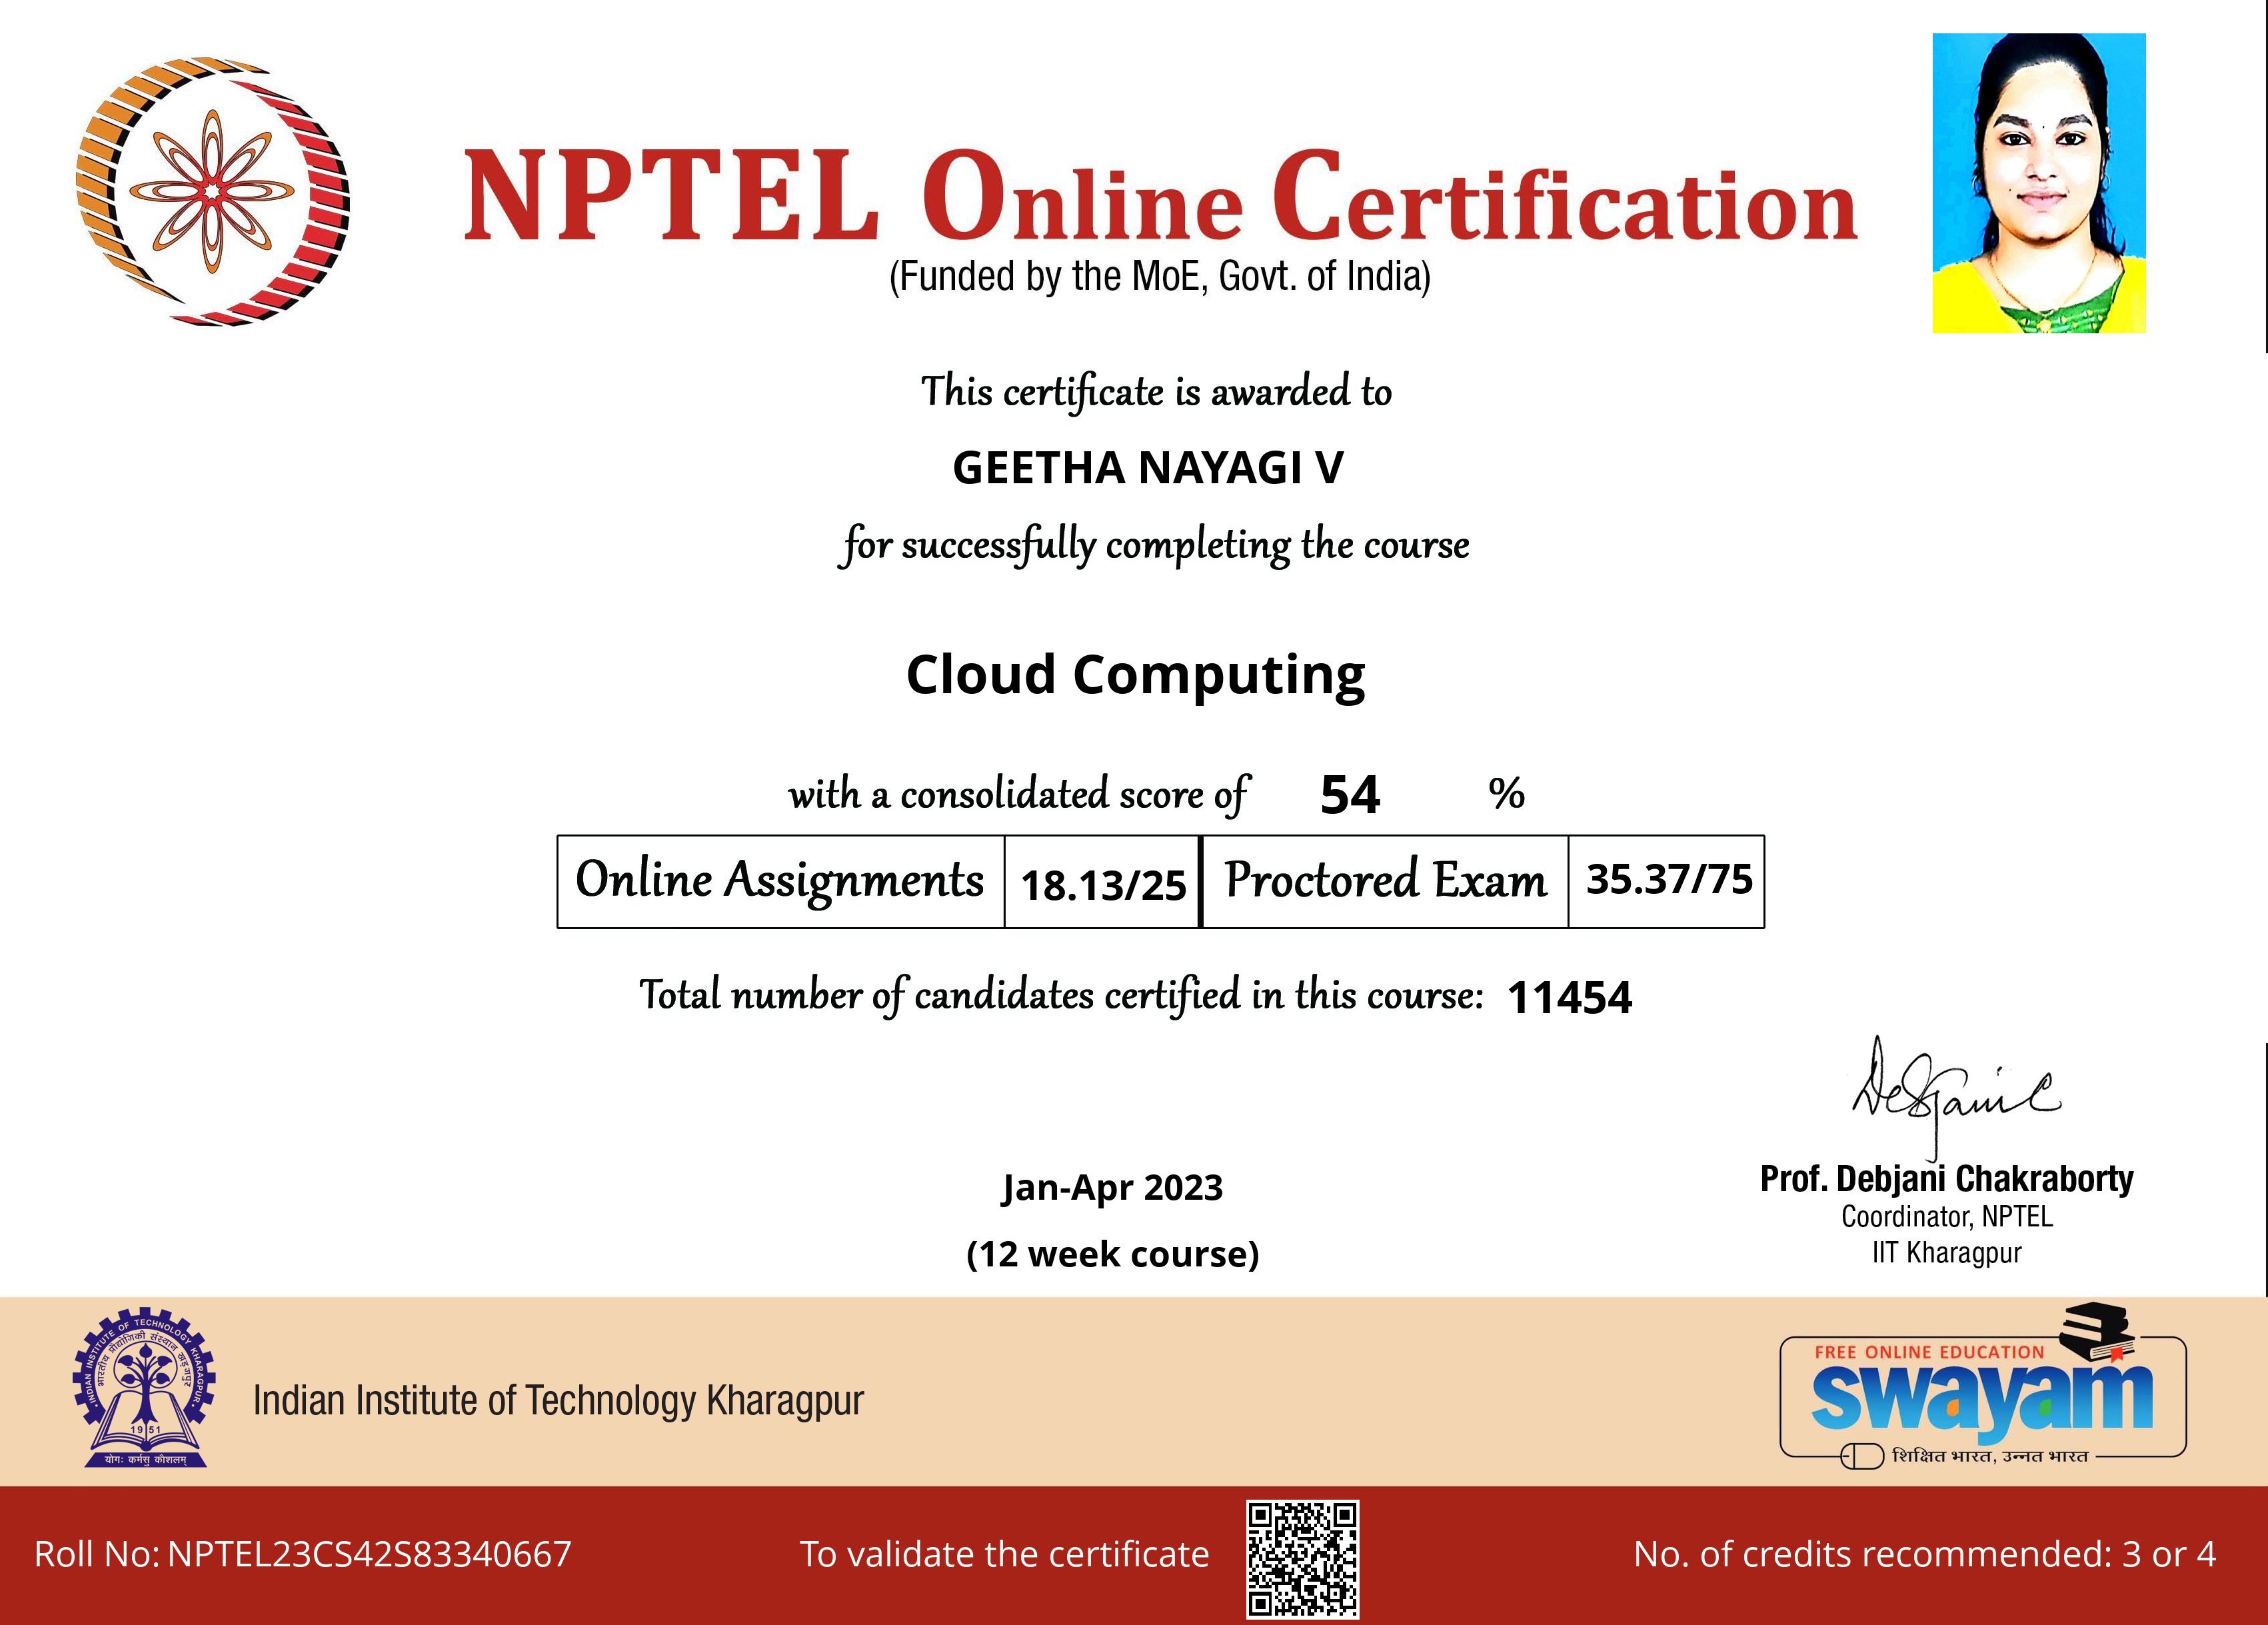 NPTEL Online Certification
(Funded by the MoE, Govt. of India)
This certificate is awarded to
GEETHA NAYAGI V
for successfully completing the course
Cloud Computing
with a consolidated score of 54 %
Online Assignments 18.13/25 Proctored Exam 35.37/75
Total number of candidates certified in this course: 11454
Jan-Apr 2023
(12 week course)
Prof. Debjani Chakraborty
Coordinator, NPTEL
IIT Kharagpur
INDIAN INSTITUTE OF TECHNOLOGY KHARAGPUR
भारतीय प्रौद्योगिकी संस्थान खड़गपुर
1951
योगः कर्मसु कौशलम्
Indian Institute of Technology Kharagpur
FREE ONLINE EDUCATION
swayam
शिक्षित भारत, उन्नत भारत
Roll No: NPTEL23CS42S83340667
To validate the certificate
No. of credits recommended: 3 or 4